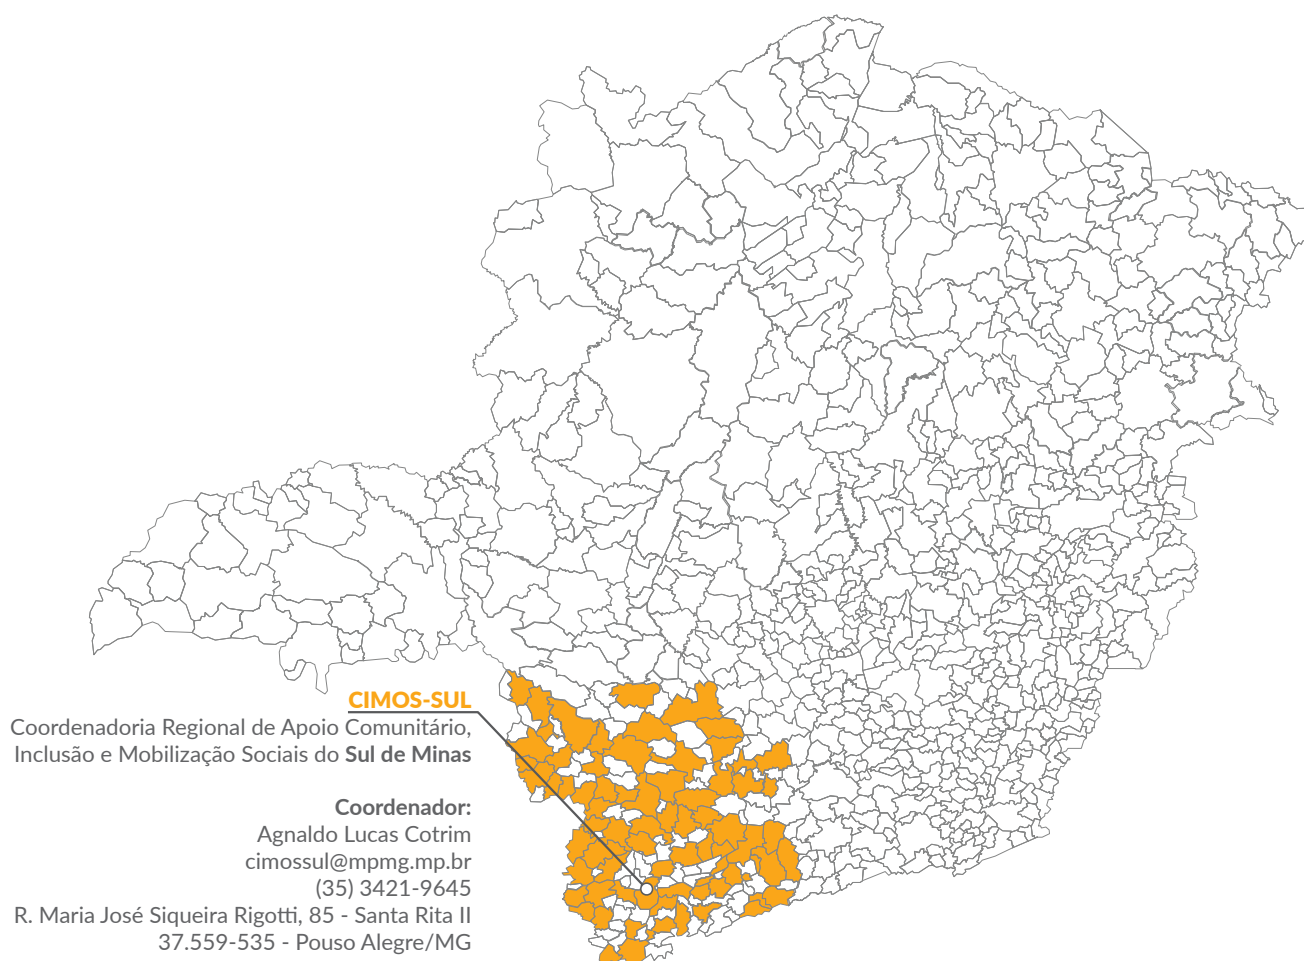 CIMOS-SUL
Coordenadoria Regional de Apoio Comunitário,
Inclusão e Mobilização Sociais do Sul de Minas
Coordenador:
Agnaldo Lucas Cotrim
cimossul@mpmg.mp.br
(35) 3421-9645
R. Maria José Siqueira Rigotti, 85 - Santa Rita II
37.559-535 - Pouso Alegre/MG